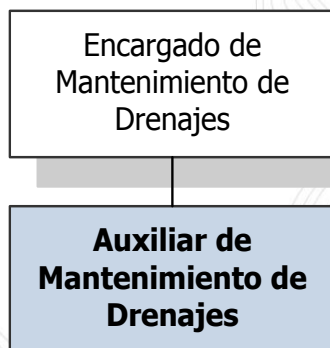 Encargado de
Mantenimiento de
Drenajes
Auxiliar de
Mantenimiento de
Drenajes